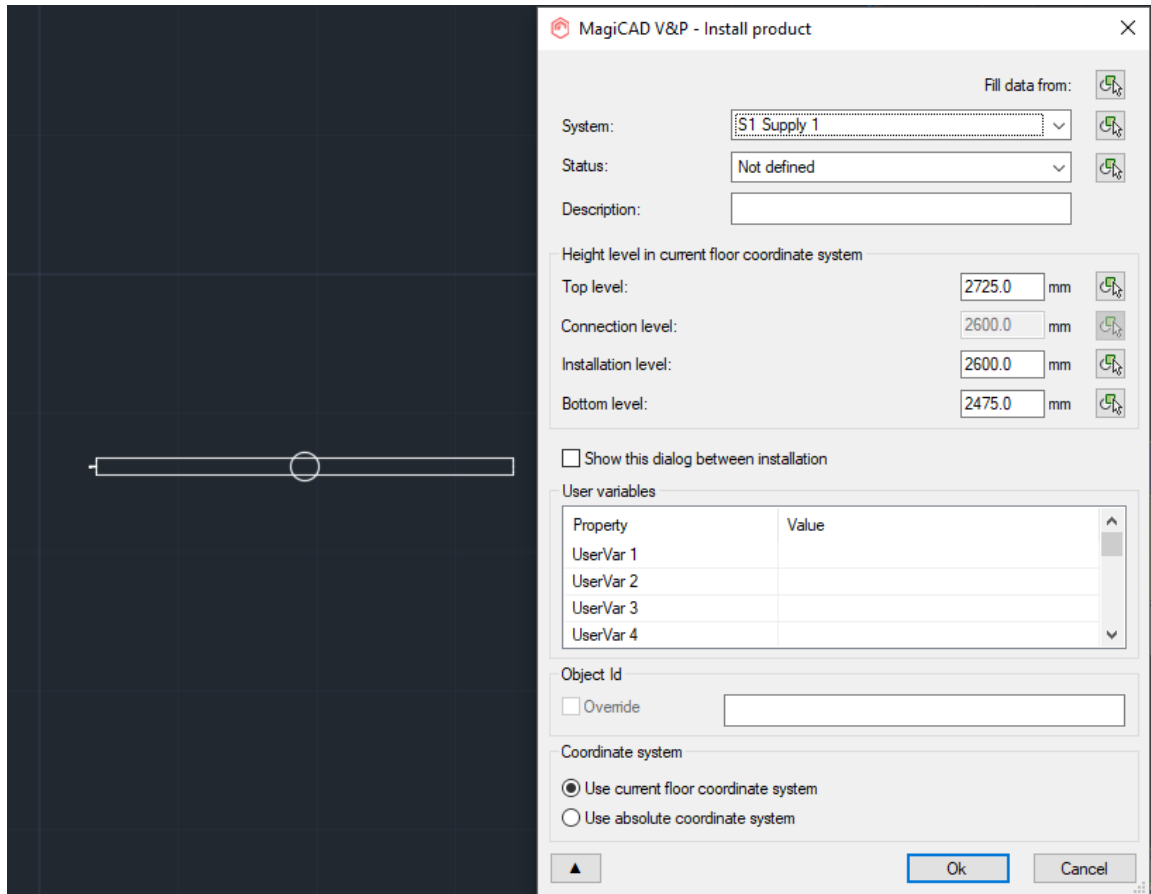 MagiCAD V&P - Install product
Fill data from:
System: S1 Supply 1
Status: Not defined
Description:
Height level in current floor coordinate system
Top level: 2725.0 mm
Connection level: 2600.0 mm
Installation level: 2600.0 mm
Bottom level: 2475.0 mm
Show this dialog between installation
User variables
Property Value
UserVar 1
UserVar 2
UserVar 3
UserVar 4
Object Id
Override
Coordinate system
Use current floor coordinate system
Use absolute coordinate system
Ok Cancel